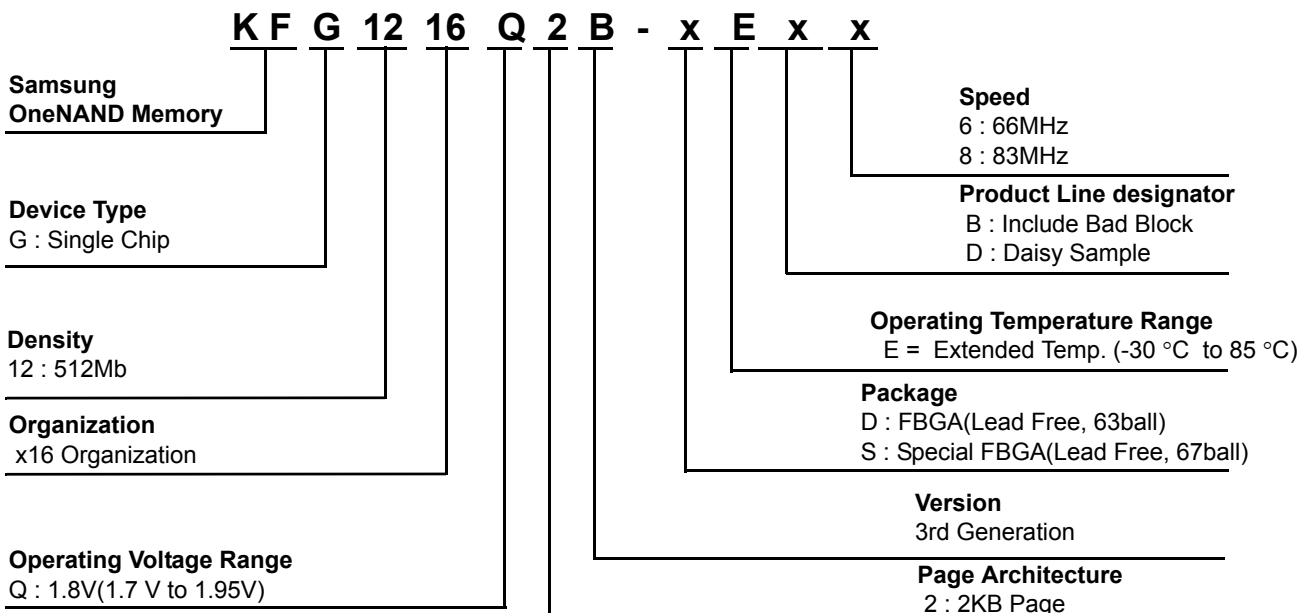 K F G 12 16 Q 2 B - x E x x
Samsung
OneNAND Memory
Device Type
G : Single Chip
Density
12 : 512Mb
Organization
x16 Organization
Operating Voltage Range
Q : 1.8V(1.7 V to 1.95V)
Speed
6 : 66MHz
8 : 83MHz
Product Line designator
B : Include Bad Block
D : Daisy Sample
Operating Temperature Range
E = Extended Temp. (-30 °C to 85 °C)
Package
D : FBGA(Lead Free, 63ball)
S : Special FBGA(Lead Free, 67ball)
Version
3rd Generation
Page Architecture
2 : 2KB Page